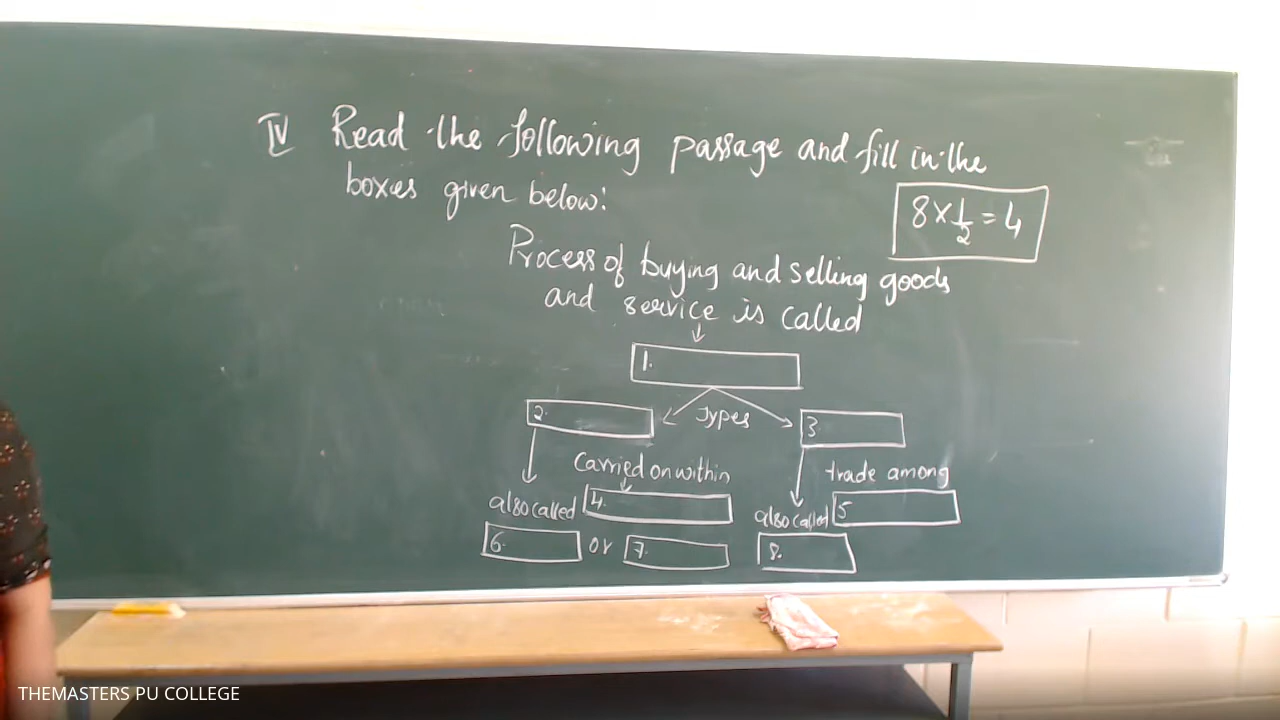 IV Read the following passage and fill in the
boxes given below:
8 x 1/2 = 4
Process of buying and selling goods
and service is called
1.
2. Types 3
Carried on within trade among
also called 4. also called 5
6. or 7. 8.
THEMASTERS PU COLLEGE